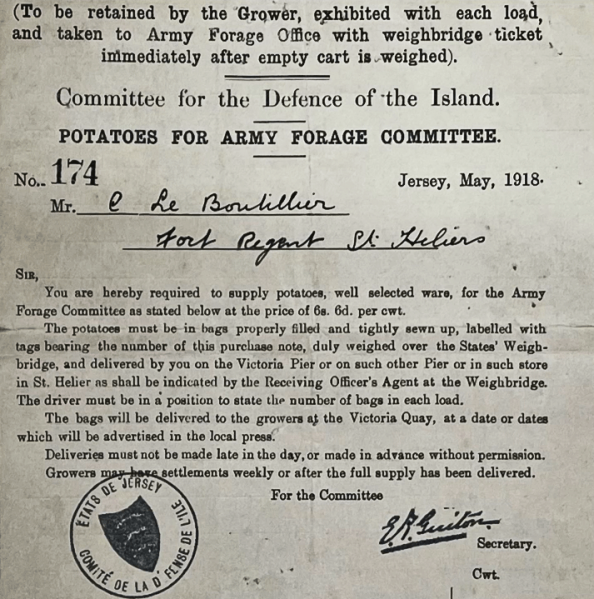 (To be retained by the Grower, exhibited with each load,
and taken to Army Forage Office with weighbridge ticket
immediately after empty cart is weighed).
Committee for the Defence of the Island.
POTATOES FOR ARMY FORAGE COMMITTEE.
No.. 174 Jersey, May, 1918.
Mr. C Le Boutillier
Fort Regent St Heliers
SIR,
You are hereby required to supply potatoes, well selected ware, for the Army
Forage Committee as stated below at the price of 6s. 6d. per cwt.
The potatoes must be in bags properly filled and tightly sewn up, labelled with
tags bearing the number of this purchase note, duly weighed over the States' Weigh-
bridge, and delivered by you on the Victoria Pier or on such other Pier or in such store
in St. Helier as shall be indicated by the Receiving Officer's Agent at the Weighbridge.
The driver must be in a position to state the number of bags in each load.
The bags will be delivered to the growers at the Victoria Quay, at a date or dates
which will be advertised in the local press.
Deliveries must not be made late in the day, or made in advance without permission.
Growers may have settlements weekly or after the full supply has been delivered.
For the Committee
E.R. Guiton
Secretary.
Cwt.
ÉTATS DE JERSEY
COMITÉ DE LA DÉFENSE DE L'ILE